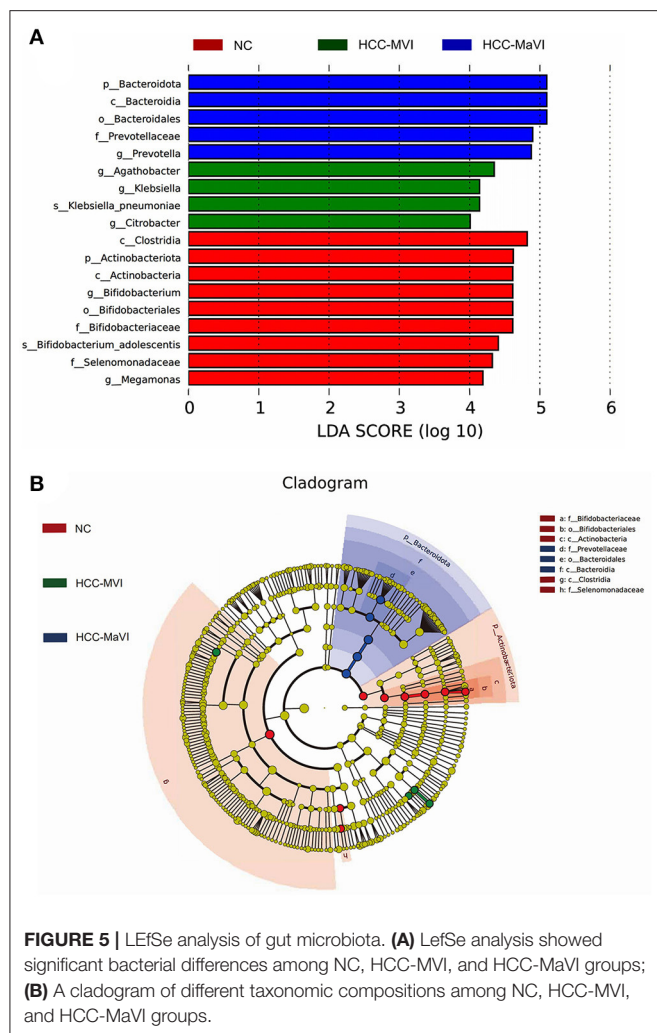 A
NC HCC-MVI HCC-MaVI
p__Bacteroidota
c__Bacteroidia
o__Bacteroidales
f__Prevotellaceae
g__Prevotella
g__Agathobacter
g__Klebsiella
s__Klebsiella_pneumoniae
g__Citrobacter
c__Clostridia
p__Actinobacteriota
c__Actinobacteria
g__Bifidobacterium
o__Bifidobacteriales
f__Bifidobacteriaceae
s__Bifidobacterium_adolescentis
f__Selenomonadaceae
g__Megamonas
0 1 2 3 4 5 6
LDA SCORE (log 10)
B
Cladogram
NC
HCC-MVI
HCC-MaVI
p__Bacteroidota
f
e
d
p__Actinobacteriota
c
b
a
g
h
a: f__Bifidobacteriaceae
b: o__Bifidobacteriales
c: c__Actinobacteria
d: f__Prevotellaceae
e: o__Bacteroidales
f: c__Bacteroidia
g: c__Clostridia
h: f__Selenomonadaceae
FIGURE 5 | LEfSe analysis of gut microbiota. (A) LefSe analysis showed
significant bacterial differences among NC, HCC-MVI, and HCC-MaVI groups;
(B) A cladogram of different taxonomic compositions among NC, HCC-MVI,
and HCC-MaVI groups.